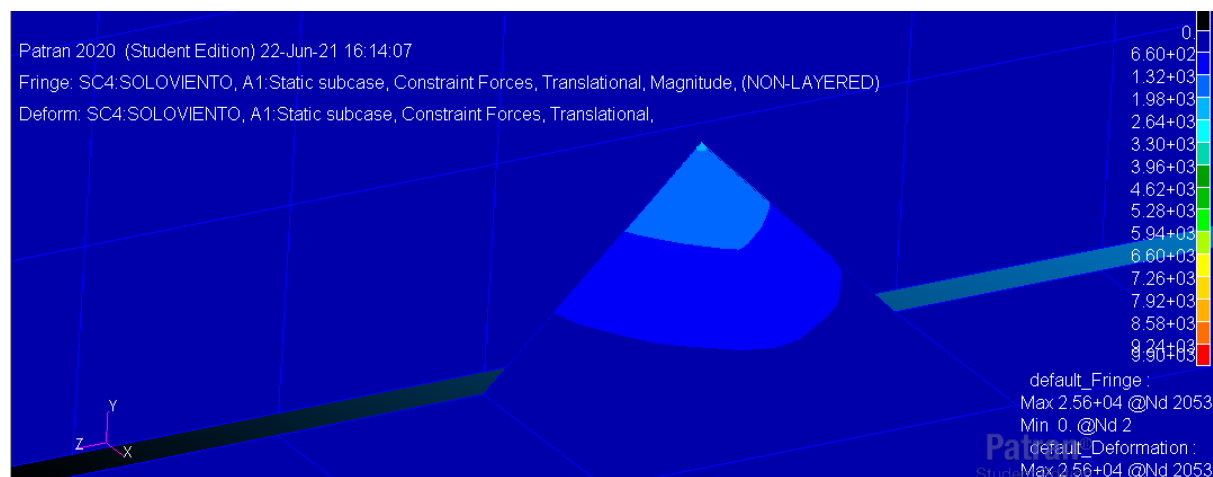 Patran 2020 (Student Edition) 22-Jun-21 16:14:07
Fringe: SC4:SOLOVIENTO, A1:Static subcase, Constraint Forces, Translational, Magnitude, (NON-LAYERED)
Deform: SC4:SOLOVIENTO, A1:Static subcase, Constraint Forces, Translational,
0.
6.60+02
1.32+03
1.98+03
2.64+03
3.30+03
3.96+03
4.62+03
5.28+03
5.94+03
6.60+03
7.26+03
7.92+03
8.58+03
9.24+03
9.90+03
default_Fringe :
Max 2.56+04 @Nd 2053
Min 0. @Nd 2
default_Deformation :
Max 2.56+04 @Nd 2053
Y
Z
X
Patran®